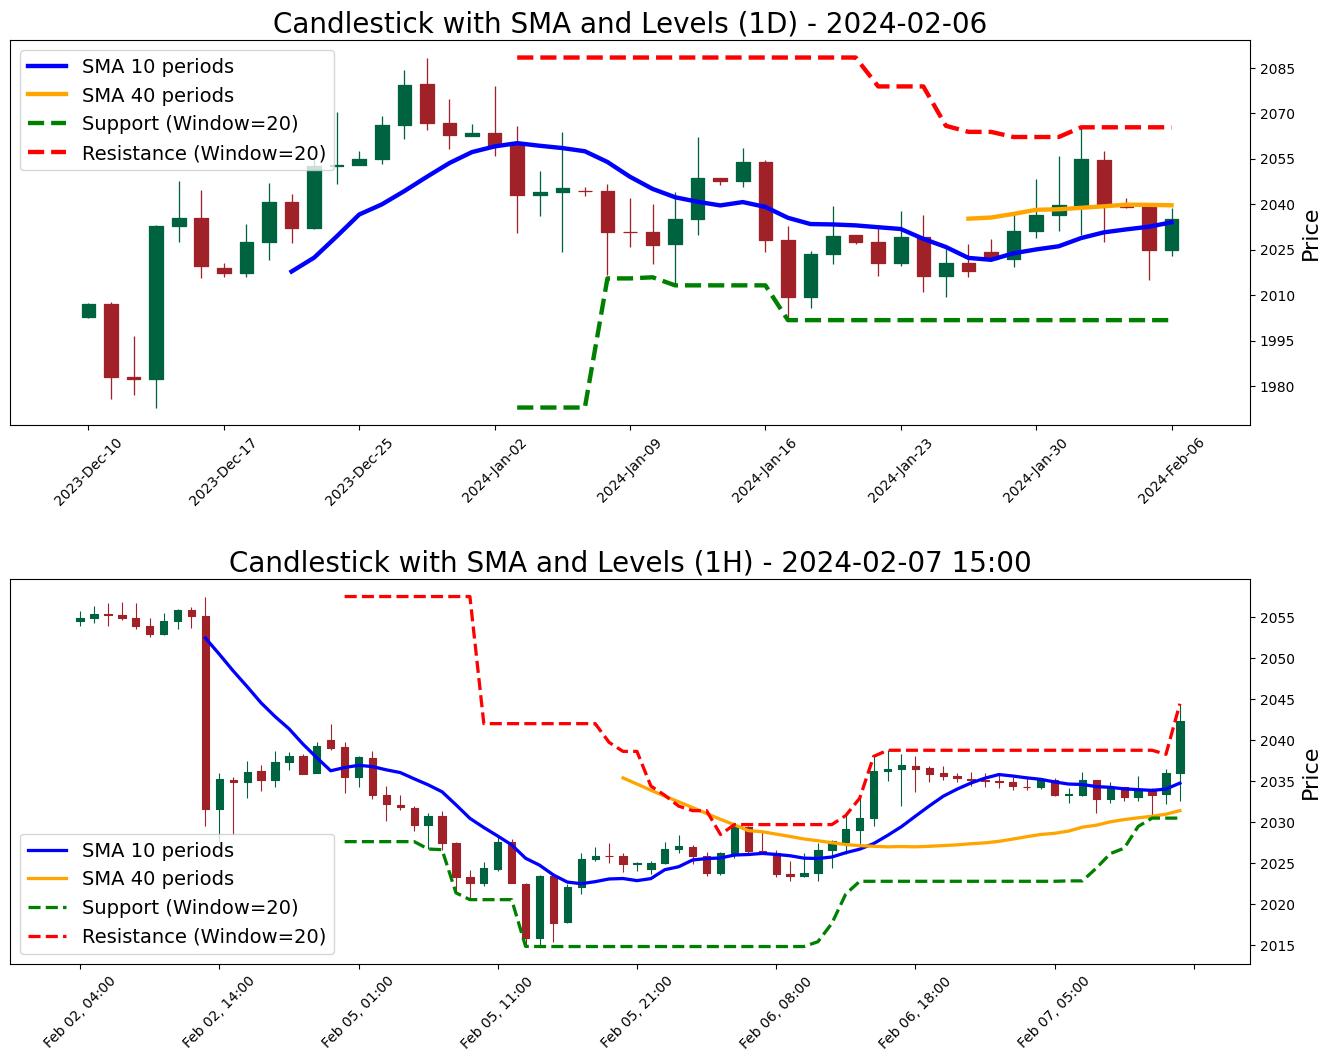 Candlestick with SMA and Levels (1D) - 2024-02-06
SMA 10 periods
SMA 40 periods
Support (Window=20)
Resistance (Window=20)
2085
2070
2055
2040
2025
2010
1995
1980
Price
2023-Dec-10
2023-Dec-17
2023-Dec-25
2024-Jan-02
2024-Jan-09
2024-Jan-16
2024-Jan-23
2024-Jan-30
2024-Feb-06
Candlestick with SMA and Levels (1H) - 2024-02-07 15:00
2055
2050
2045
2040
2035
2030
2025
2020
2015
Price
SMA 10 periods
SMA 40 periods
Support (Window=20)
Resistance (Window=20)
Feb 02, 04:00
Feb 02, 14:00
Feb 05, 01:00
Feb 05, 11:00
Feb 05, 21:00
Feb 06, 08:00
Feb 06, 18:00
Feb 07, 05:00